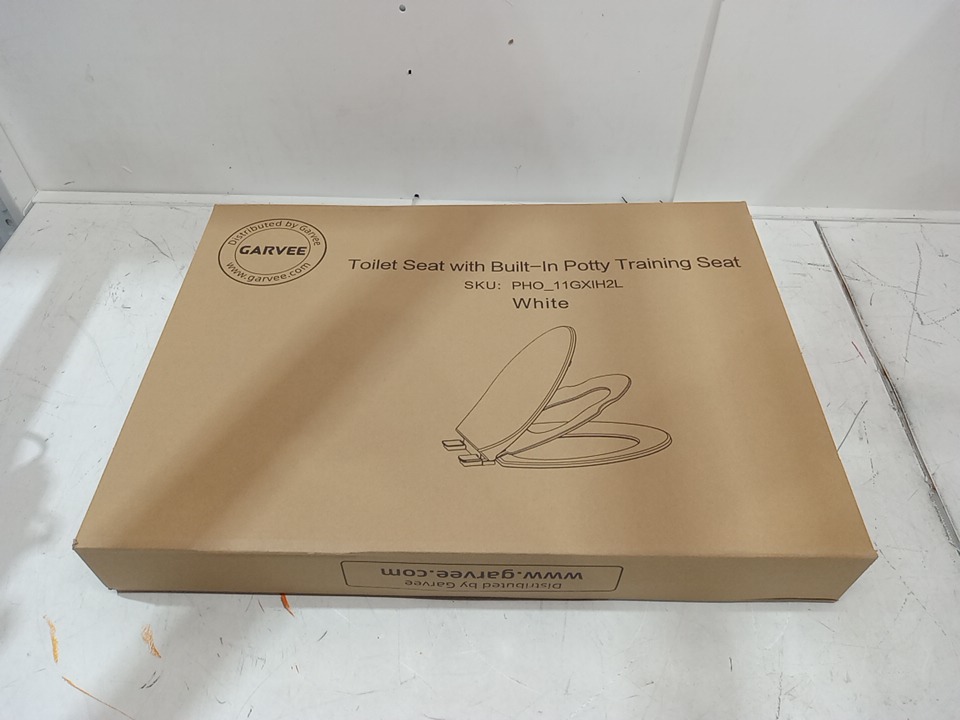 Distributed by Garvee
GARVEE
www.garvee.com
Toilet Seat with Built-In Potty Training Seat
SKU: PHO_11GXIH2L
White
www.garvee.com
Distributed by Garvee